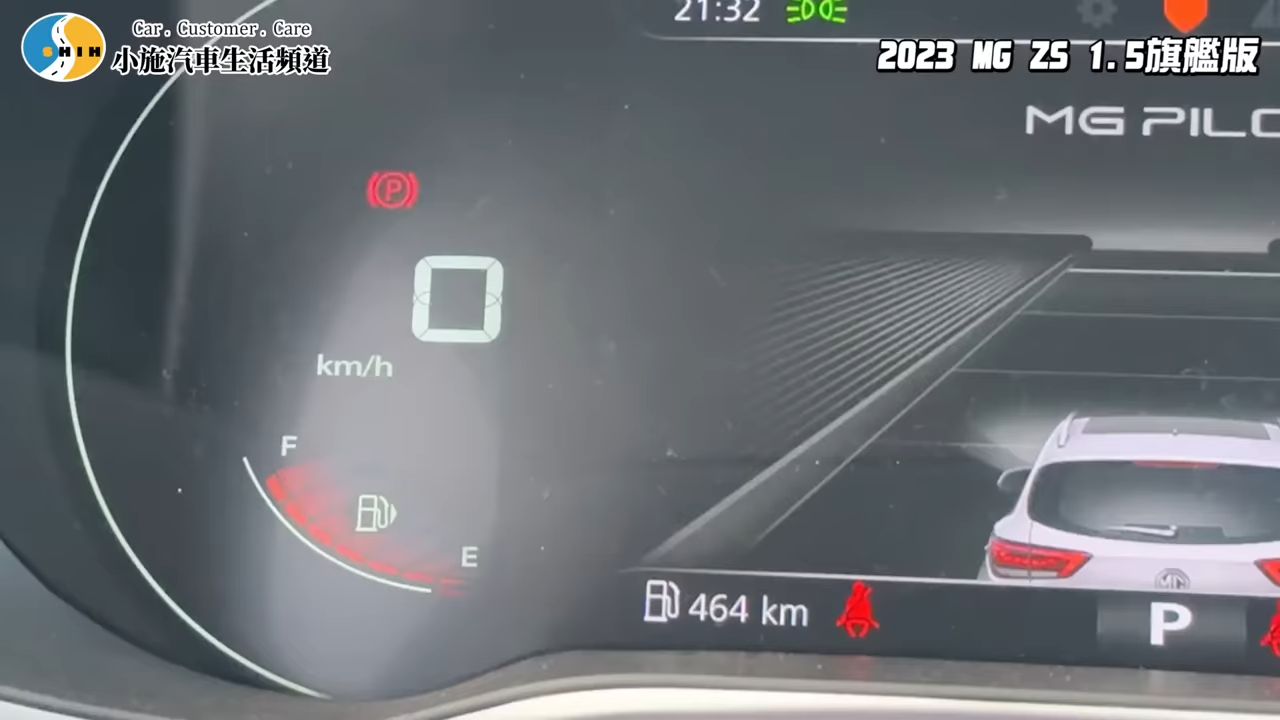 SHIH
Car. Customer. Care
小施汽車生活頻道
21:32
2023 MG ZS 1.5旗艦版
MG PILO
P
0
km/h
F
E
464 km
MG
P